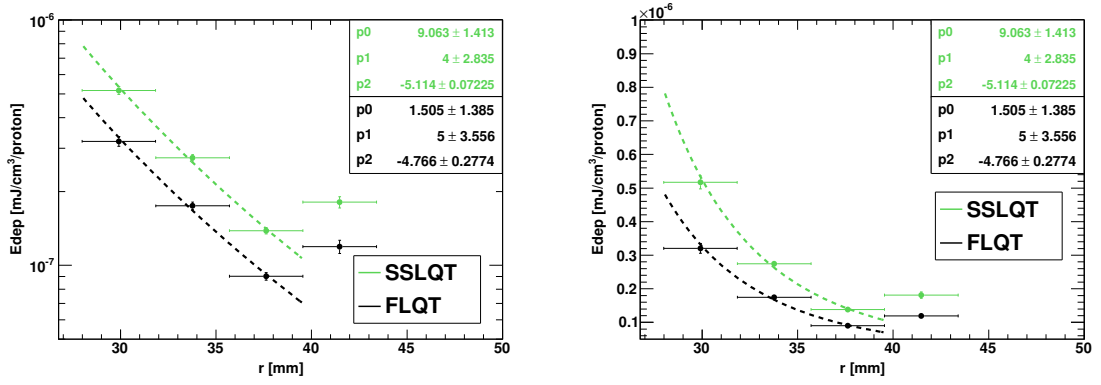 10⁻⁶
10⁻⁷
Edep [mJ/cm³/proton]
30 35 40 45 50
r [mm]
p0 9.063 ± 1.413
p1 4 ± 2.835
p2 -5.114 ± 0.07225
p0 1.505 ± 1.385
p1 5 ± 3.556
p2 -4.766 ± 0.2774
SSLQT
FLQT
×10⁻⁶
1
0.9
0.8
0.7
0.6
0.5
0.4
0.3
0.2
0.1
Edep [mJ/cm³/proton]
30 35 40 45 50
r [mm]
p0 9.063 ± 1.413
p1 4 ± 2.835
p2 -5.114 ± 0.07225
p0 1.505 ± 1.385
p1 5 ± 3.556
p2 -4.766 ± 0.2774
SSLQT
FLQT